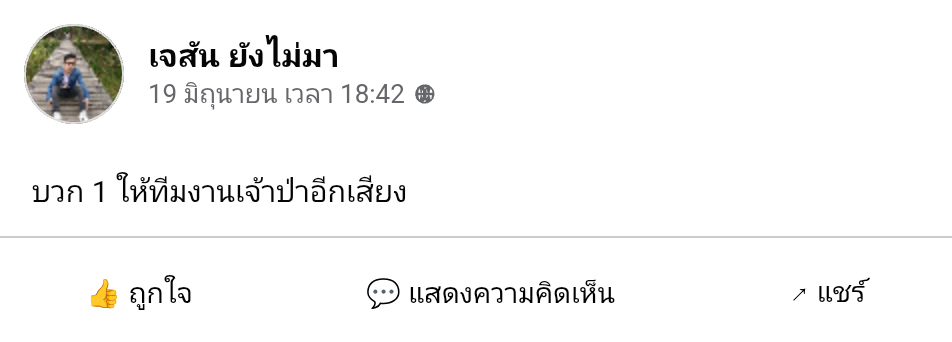 เจสัน ยังไม่มา
19 มิถุนายน เวลา 18:42
บวก 1 ให้ทีมงานเจ้าป่าอีกเสียง
ถูกใจ
แสดงความคิดเห็น
แชร์